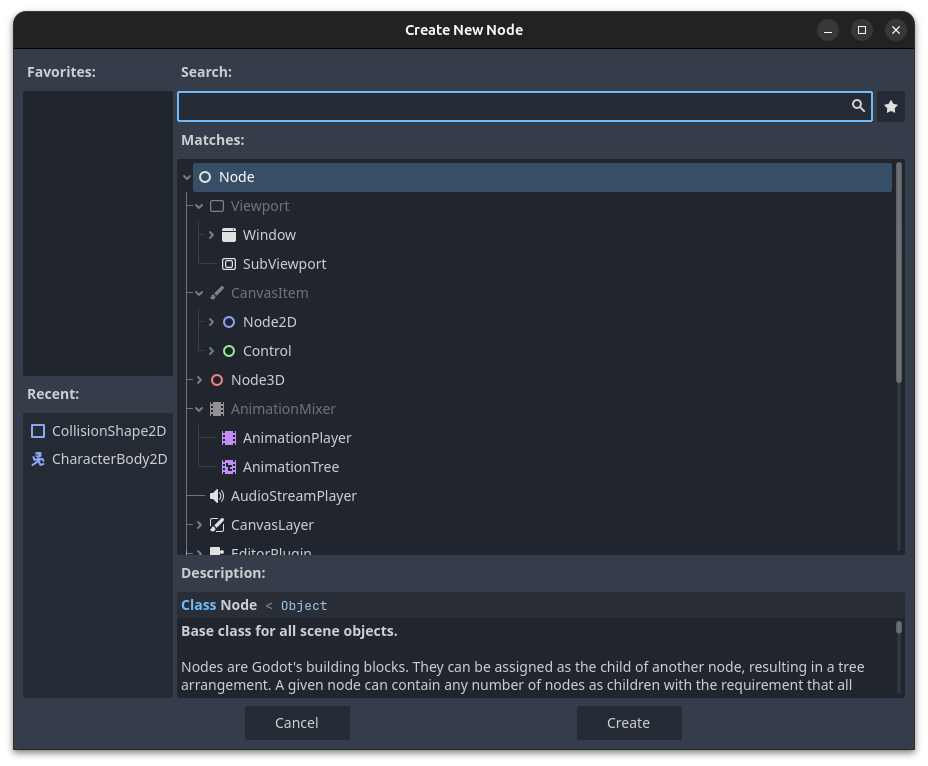 Create New Node
Favorites:
Search:
Matches:
Node
Viewport
Window
SubViewport
CanvasItem
Node2D
Control
Node3D
AnimationMixer
AnimationPlayer
AnimationTree
AudioStreamPlayer
CanvasLayer
EditorPlugin
Recent:
CollisionShape2D
CharacterBody2D
Description:
Class Node < Object
Base class for all scene objects.
Nodes are Godot's building blocks. They can be assigned as the child of another node, resulting in a tree
arrangement. A given node can contain any number of nodes as children with the requirement that all
Cancel
Create